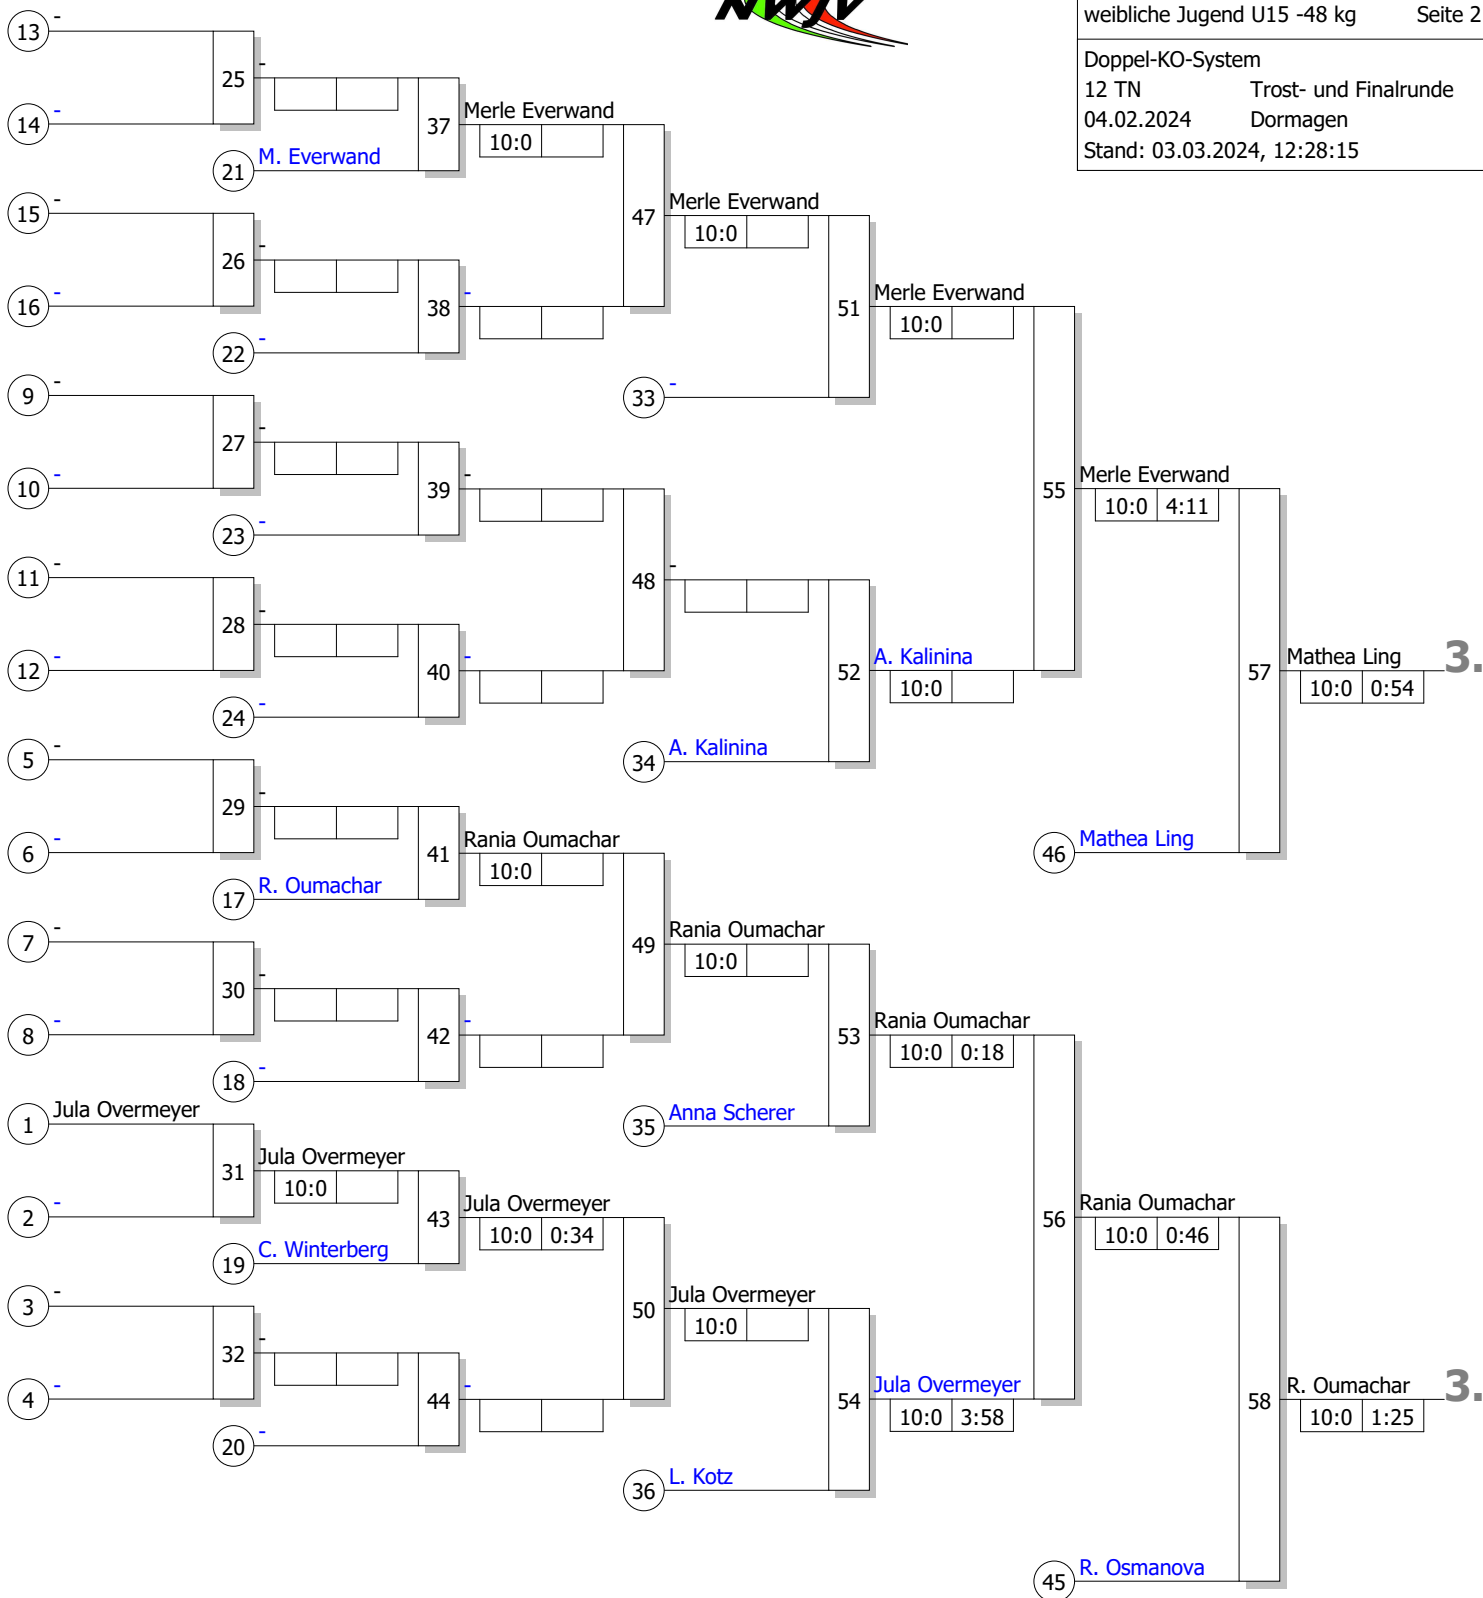 NWJV
weibliche Jugend U15 -48 kg Seite 2
Doppel-KO-System
12 TN Trost- und Finalrunde
04.02.2024 Dormagen
Stand: 03.03.2024, 12:28:15
13 -
25 -
14 -
37 Merle Everwand
10:0
21 M. Everwand
15 -
47 Merle Everwand
10:0
26 -
16 -
38 -
22 -
51 Merle Everwand
10:0
33 -
9 -
27 -
10 -
39 -
23 -
55 Merle Everwand
10:0 4:11
11 -
48 -
28 -
12 -
40 -
24 -
52 A. Kalinina
10:0
34 A. Kalinina
57 Mathea Ling 3.
10:0 0:54
5 -
29 -
6 -
41 Rania Oumachar
10:0
17 R. Oumachar
46 Mathea Ling
7 -
49 Rania Oumachar
10:0
30 -
8 -
42 -
18 -
53 Rania Oumachar
10:0 0:18
35 Anna Scherer
1 Jula Overmeyer
31 Jula Overmeyer
10:0
2 -
43 Jula Overmeyer
10:0 0:34
19 C. Winterberg
56 Rania Oumachar
10:0 0:46
3 -
50 Jula Overmeyer
10:0
32 -
4 -
44 -
20 -
54 Jula Overmeyer
10:0 3:58
36 L. Kotz
58 R. Oumachar 3.
10:0 1:25
45 R. Osmanova